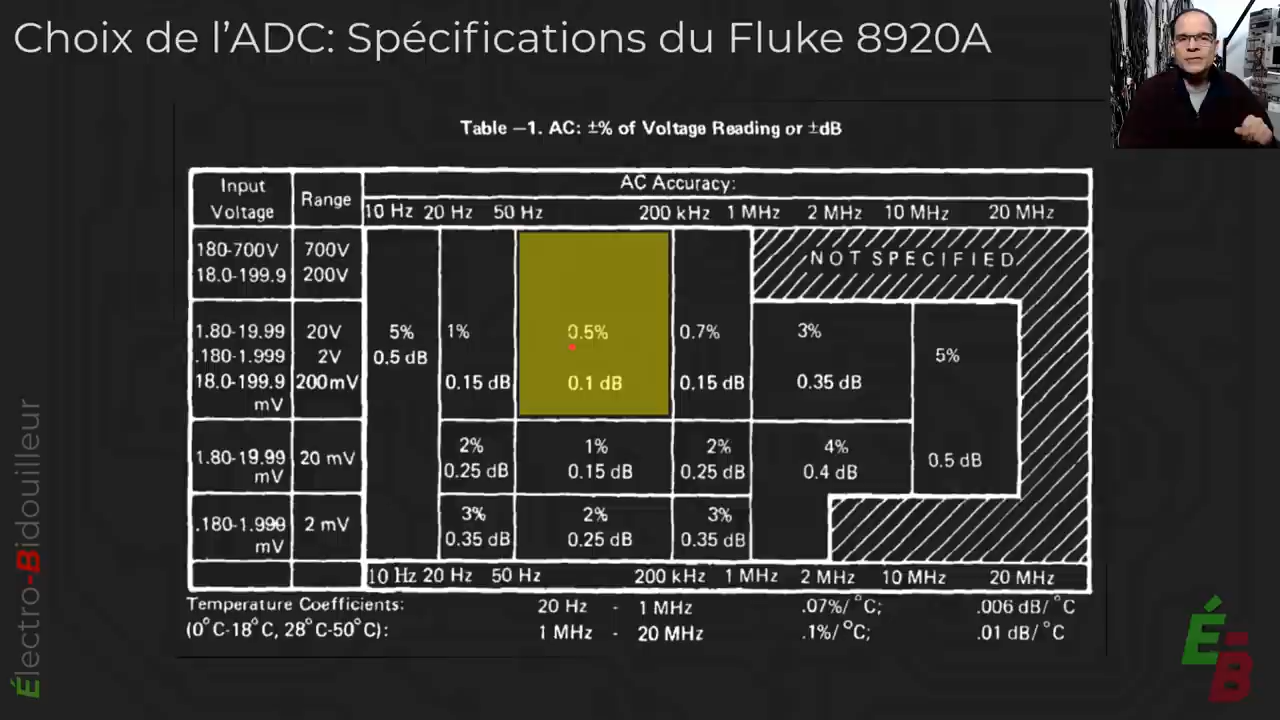 Choix de l'ADC: Spécifications du Fluke 8920A
Table –1. AC: ±% of Voltage Reading or ±dB
Input Voltage Range AC Accuracy:
10 Hz 20 Hz 50 Hz 200 kHz 1 MHz 2 MHz 10 MHz 20 MHz
180-700V 700V NOT SPECIFIED
18.0-199.9 200V
1.80-19.99 20V 5% 1% 0.5% 0.7% 3%
.180-1.999 2V 0.5 dB 5%
18.0-199.9 200mV 0.15 dB 0.1 dB 0.15 dB 0.35 dB
mV
2% 1% 2% 4%
1.80-19.99 20 mV 0.5 dB
mV 0.25 dB 0.15 dB 0.25 dB 0.4 dB
3% 2% 3%
.180-1.990 2 mV
mV 0.35 dB 0.25 dB 0.35 dB
10 Hz 20 Hz 50 Hz 200 kHz 1 MHz 2 MHz 10 MHz 20 MHz
Temperature Coefficients: 20 Hz - 1 MHz .07%/°C; .006 dB/°C
(0°C-18°C, 28°C-50°C): 1 MHz - 20 MHz .1%/°C; .01 dB/°C
Électro-Bidouilleur
É-B